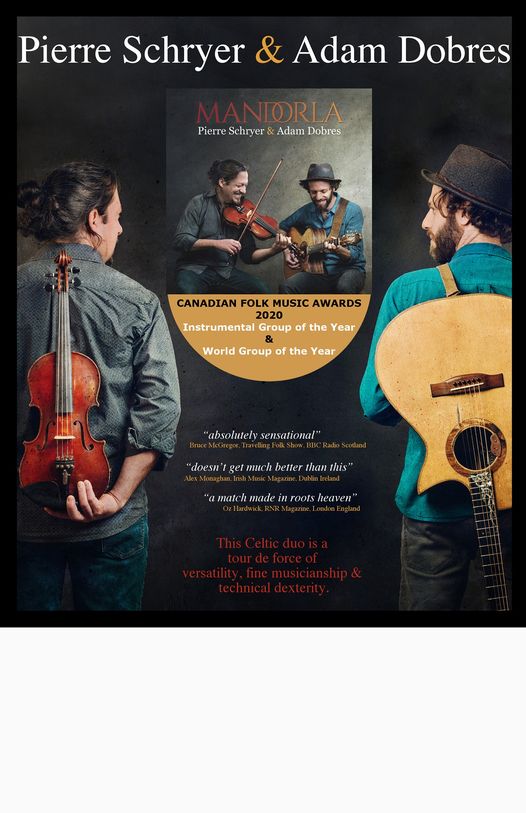 Pierre Schryer & Adam Dobres
MANDORLA
Pierre Schryer & Adam Dobres
CANADIAN FOLK MUSIC AWARDS
2020
Instrumental Group of the Year
&
World Group of the Year
“absolutely sensational”
Bruce McGregor, Travelling Folk Show, BBC Radio Scotland
“doesn’t get much better than this”
Alex Monaghan, Irish Music Magazine, Dublin Ireland
“a match made in roots heaven”
Oz Hardwick, RNR Magazine, London England
This Celtic duo is a
tour de force of
versatility, fine musicianship &
technical dexterity.